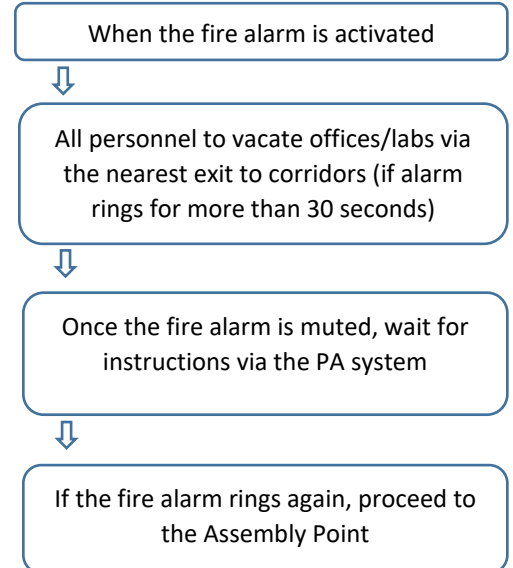 When the fire alarm is activated
All personnel to vacate offices/labs via
the nearest exit to corridors (if alarm
rings for more than 30 seconds)
Once the fire alarm is muted, wait for
instructions via the PA system
If the fire alarm rings again, proceed to
the Assembly Point